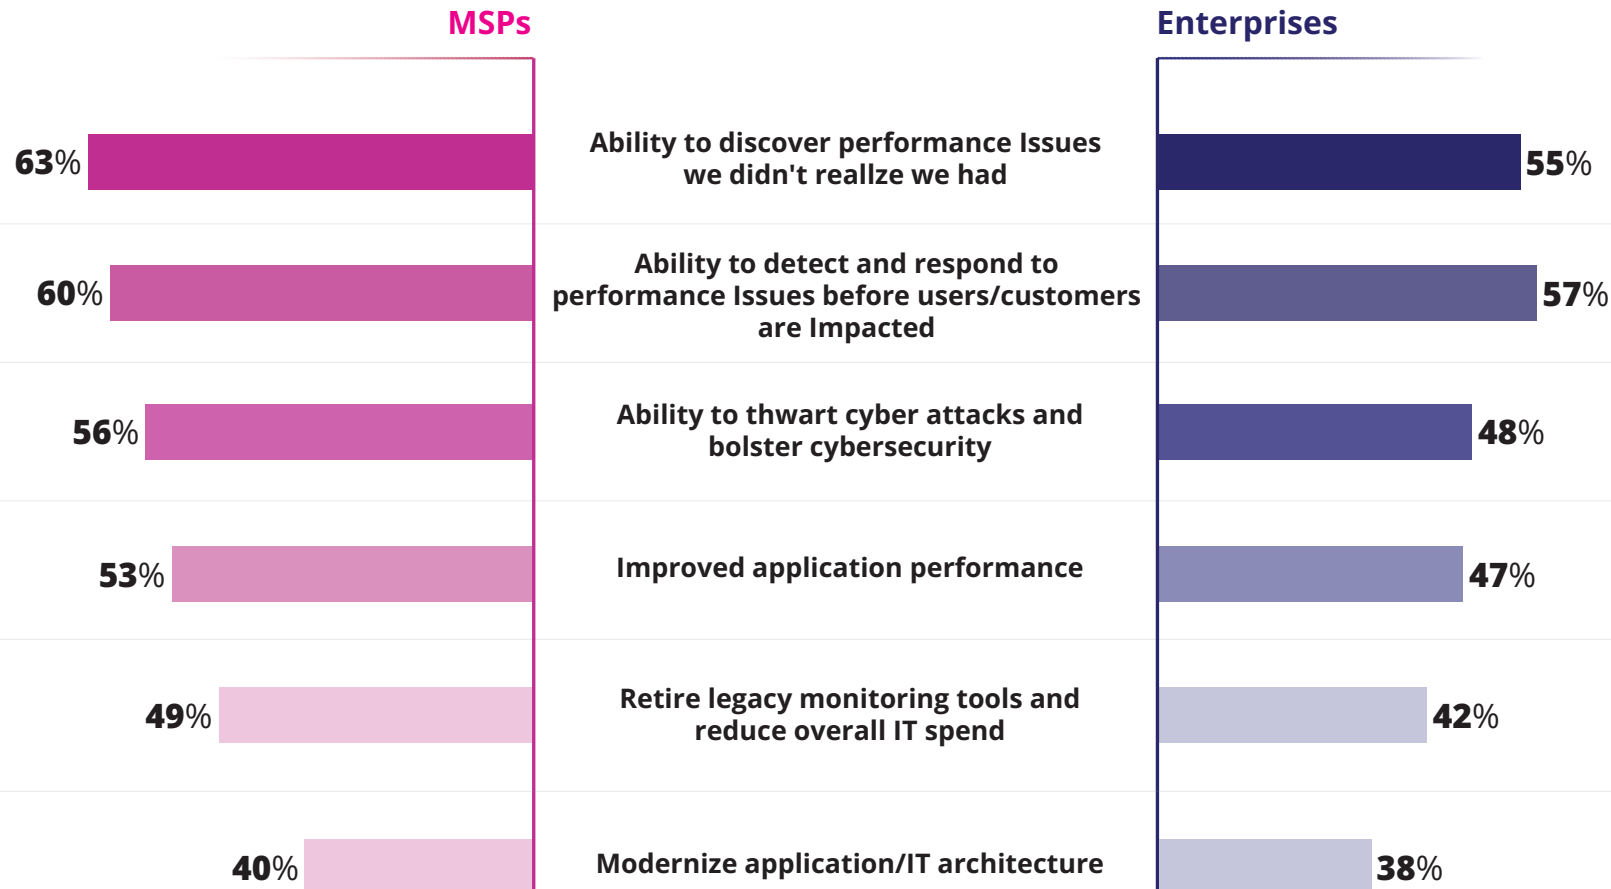 MSPs
Enterprises
63%
Ability to discover performance Issues
we didn't reallze we had
55%
60%
Ability to detect and respond to
performance Issues before users/customers
are Impacted
57%
56%
Ability to thwart cyber attacks and
bolster cybersecurity
48%
53%
Improved application performance
47%
49%
Retire legacy monitoring tools and
reduce overall IT spend
42%
40%
Modernize application/IT architecture
38%